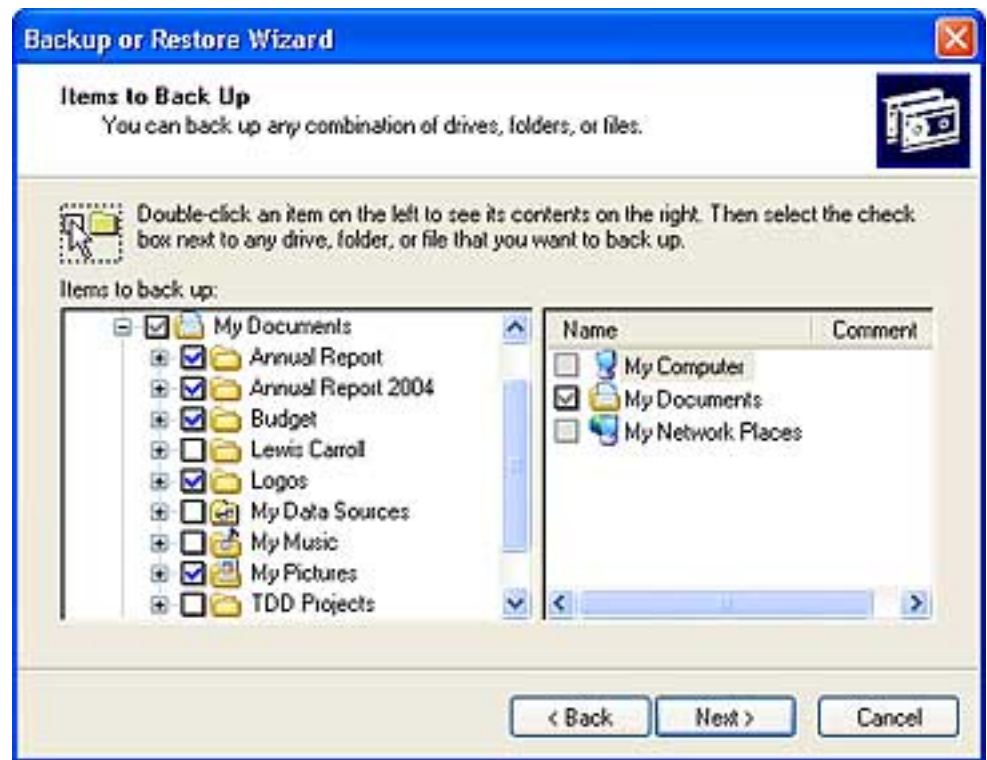 Backup or Restore Wizard
Items to Back Up
You can back up any combination of drives, folders, or files.
Double-click an item on the left to see its contents on the right. Then select the check
box next to any drive, folder, or file that you want to back up.
Items to back up:
My Documents
Annual Report
Annual Report 2004
Budget
Lewis Carroll
Logos
My Data Sources
My Music
My Pictures
TDD Projects
Name Comment
My Computer
My Documents
My Network Places
< Back Next > Cancel